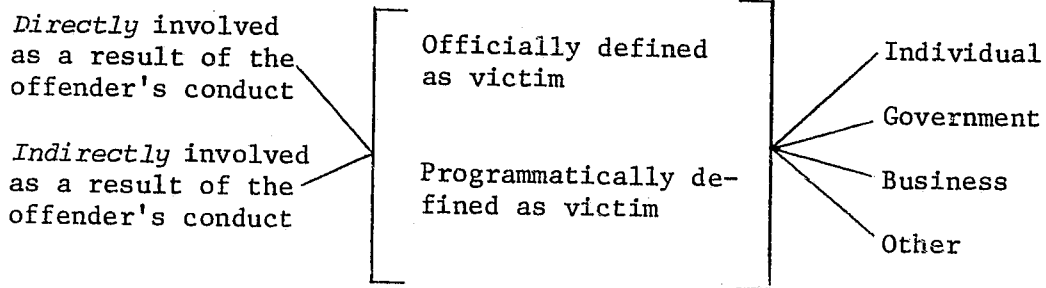 Directly involved
as a result of the
offender's conduct
Indirectly involved
as a result of the
offender's conduct
Officially defined
as victim
Programmatically de-
fined as victim
Individual
Government
Business
Other